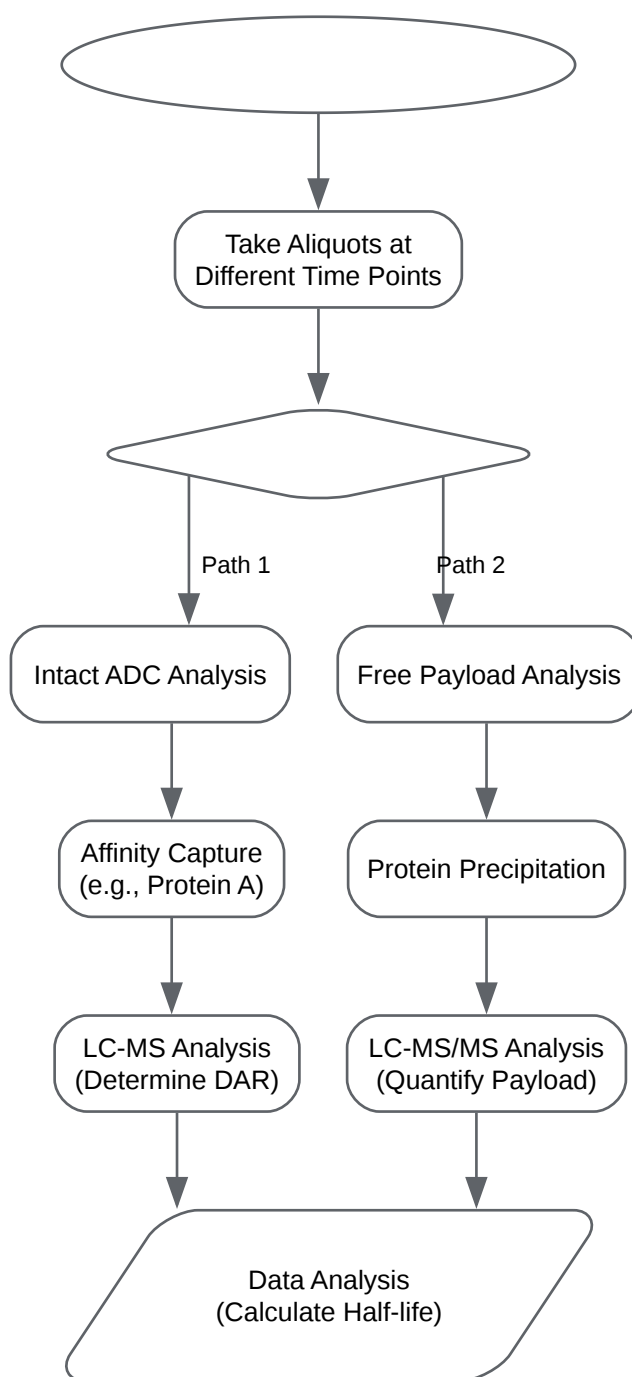 Take Aliquots at
Different Time Points
Path 1
Path 2
Intact ADC Analysis
Free Payload Analysis
Affinity Capture
(e.g., Protein A)
Protein Precipitation
LC-MS Analysis
(Determine DAR)
LC-MS/MS Analysis
(Quantify Payload)
Data Analysis
(Calculate Half-life)